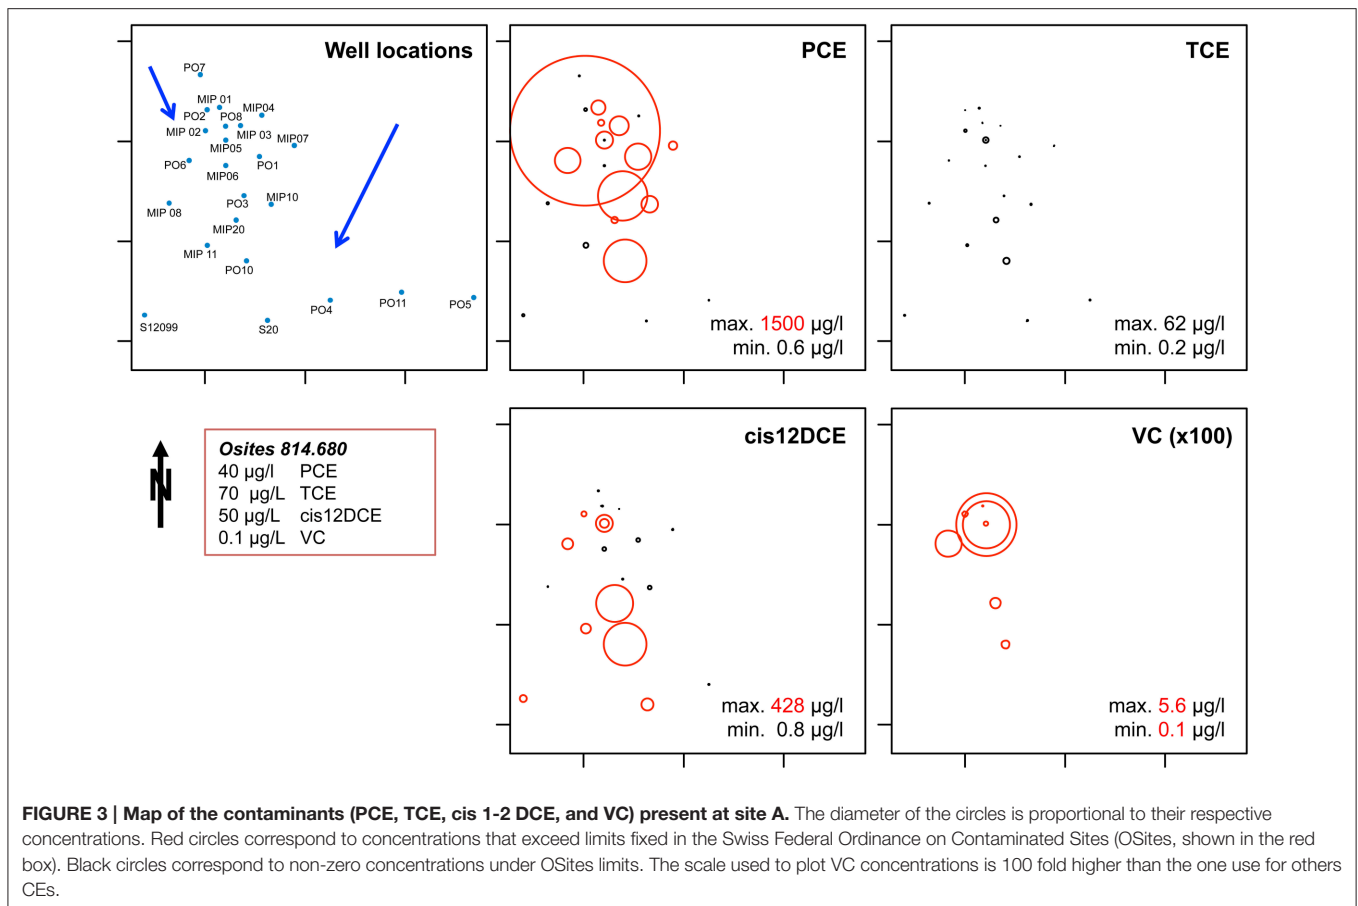 Well locations
PO7
MIP 01
MIP04
PO2
PO8
MIP 02
MIP 03
MIP07
MIP05
PO6
PO1
MIP06
MIP 08
PO3
MIP10
MIP20
MIP 11
PO10
PO4
PO11
PO5
S12099
S20
PCE
max. 1500 µg/l
min. 0.6 µg/l
TCE
max. 62 µg/l
min. 0.2 µg/l
N
Osites 814.680
40 µg/l PCE
70 µg/L TCE
50 µg/L cis12DCE
0.1 µg/L VC
cis12DCE
max. 428 µg/l
min. 0.8 µg/l
VC (x100)
max. 5.6 µg/l
min. 0.1 µg/l
FIGURE 3 | Map of the contaminants (PCE, TCE, cis 1-2 DCE, and VC) present at site A. The diameter of the circles is proportional to their respective
concentrations. Red circles correspond to concentrations that exceed limits fixed in the Swiss Federal Ordinance on Contaminated Sites (OSites, shown in the red
box). Black circles correspond to non-zero concentrations under OSites limits. The scale used to plot VC concentrations is 100 fold higher than the one use for others
CEs.